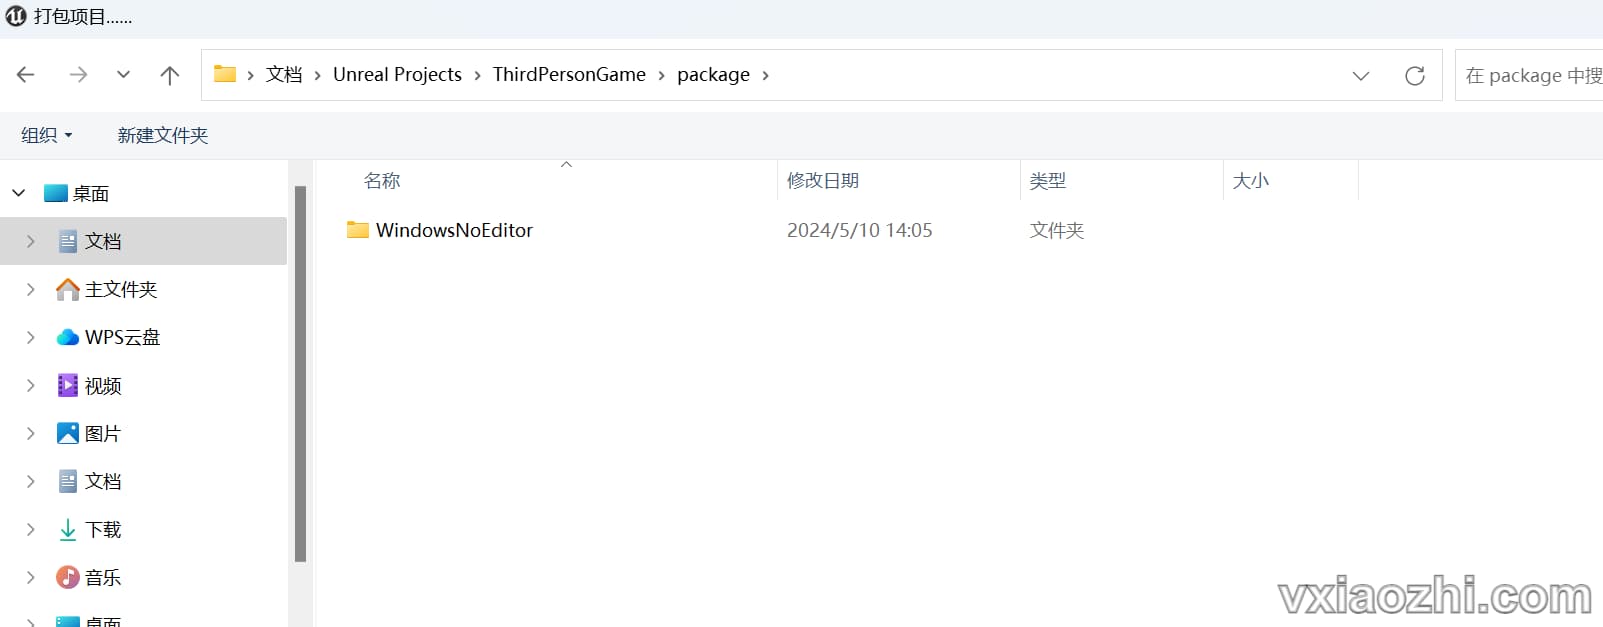 打包项目......
文档 Unreal Projects ThirdPersonGame package
在 package 中搜
组织
新建文件夹
名称 修改日期 类型 大小
WindowsNoEditor 2024/5/10 14:05 文件夹
桌面
文档
主文件夹
WPS云盘
视频
图片
文档
下载
音乐
桌面
vxiaozhi.com